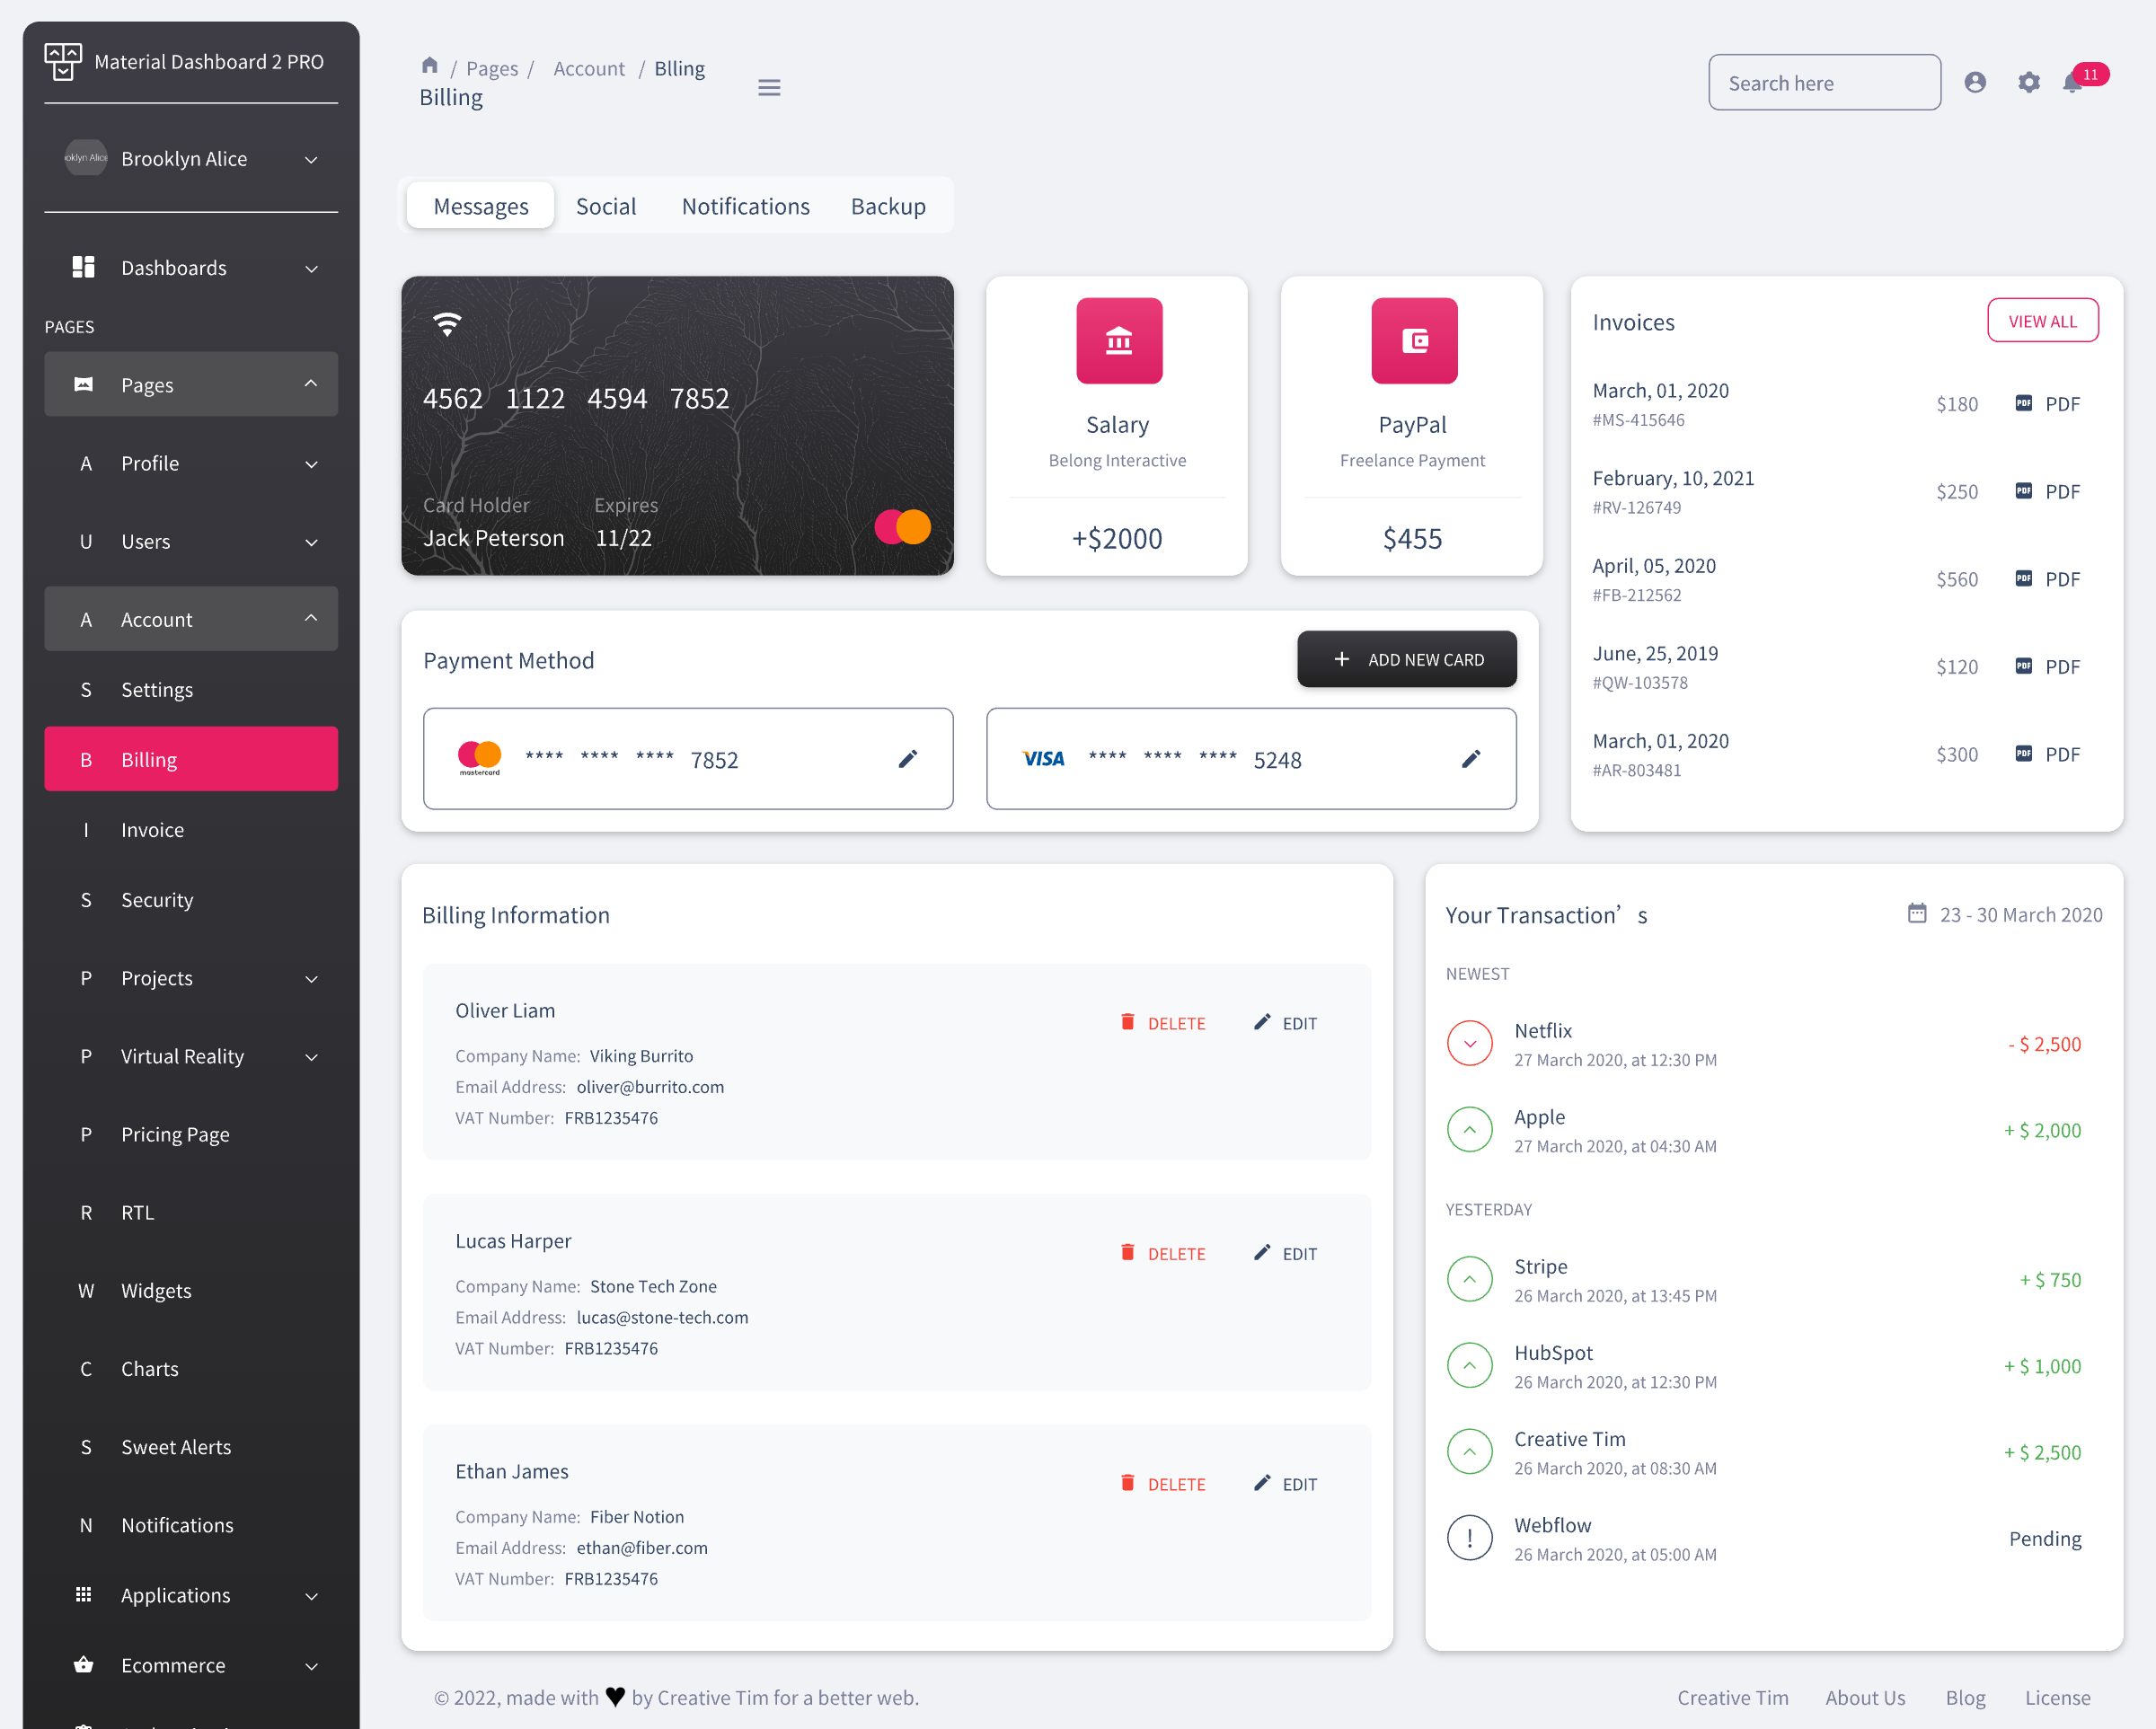 Material Dashboard 2 PRO
oklyn Alice
Brooklyn Alice
Dashboards
PAGES
Pages
A Profile
U Users
A Account
S Settings
B Billing
I Invoice
S Security
P Projects
P Virtual Reality
P Pricing Page
R RTL
W Widgets
C Charts
S Sweet Alerts
N Notifications
Applications
Ecommerce
/ Pages / Account / Blling
Billing
Search here
11
Messages Social Notifications Backup
4562 1122 4594 7852
Card Holder Expires
Jack Peterson 11/22
Salary
Belong Interactive
+$2000
PayPal
Freelance Payment
$455
Invoices VIEW ALL
March, 01, 2020
#MS-415646
$180 PDF PDF
February, 10, 2021
#RV-126749
$250 PDF PDF
April, 05, 2020
#FB-212562
$560 PDF PDF
June, 25, 2019
#QW-103578
$120 PDF PDF
March, 01, 2020
#AR-803481
$300 PDF PDF
Payment Method + ADD NEW CARD
mastercard **** **** **** 7852
VISA **** **** **** 5248
Billing Information
Oliver Liam
DELETE EDIT
Company Name: Viking Burrito
Email Address: oliver@burrito.com
VAT Number: FRB1235476
Lucas Harper
DELETE EDIT
Company Name: Stone Tech Zone
Email Address: lucas@stone-tech.com
VAT Number: FRB1235476
Ethan James
DELETE EDIT
Company Name: Fiber Notion
Email Address: ethan@fiber.com
VAT Number: FRB1235476
Your Transaction’s 23 - 30 March 2020
NEWEST
Netflix
27 March 2020, at 12:30 PM
- $ 2,500
Apple
27 March 2020, at 04:30 AM
+ $ 2,000
YESTERDAY
Stripe
26 March 2020, at 13:45 PM
+ $ 750
HubSpot
26 March 2020, at 12:30 PM
+ $ 1,000
Creative Tim
26 March 2020, at 08:30 AM
+ $ 2,500
! Webflow
26 March 2020, at 05:00 AM
Pending
© 2022, made with ♥ by Creative Tim for a better web.
Creative Tim About Us Blog License